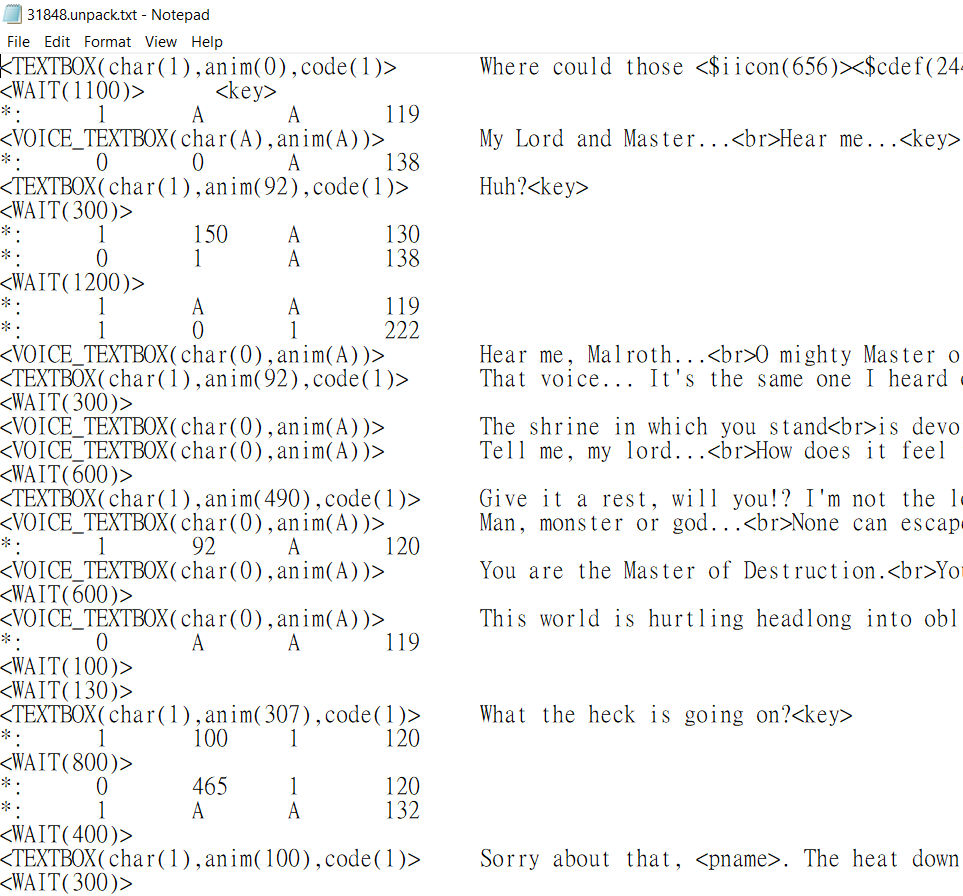 31848.unpack.txt - Notepad
File Edit Format View Help
<TEXTBOX(char(1),anim(0),code(1)> Where could those <$iicon(656)><$cdef(24
<WAIT(1100)> <key>
*: 1 A A 119
<VOICE_TEXTBOX(char(A),anim(A))> My Lord and Master...<br>Hear me...<key>
*: 0 0 A 138
<TEXTBOX(char(1),anim(92),code(1)> Huh?<key>
<WAIT(300)>
*: 1 150 A 130
*: 0 1 A 138
<WAIT(1200)>
*: 1 A A 119
*: 1 0 1 222
<VOICE_TEXTBOX(char(0),anim(A))> Hear me, Malroth...<br>O mighty Master o
<TEXTBOX(char(1),anim(92),code(1)> That voice... It's the same one I heard
<WAIT(300)>
<VOICE_TEXTBOX(char(0),anim(A))> The shrine in which you stand<br>is devo
<VOICE_TEXTBOX(char(0),anim(A))> Tell me, my lord...<br>How does it feel
<WAIT(600)>
<TEXTBOX(char(1),anim(490),code(1)> Give it a rest, will you!? I'm not the l
<VOICE_TEXTBOX(char(0),anim(A))> Man, monster or god...<br>None can escap
*: 1 92 A 120
<VOICE_TEXTBOX(char(0),anim(A))> You are the Master of Destruction.<br>You
<WAIT(600)>
<VOICE_TEXTBOX(char(0),anim(A))> This world is hurtling headlong into obl
*: 0 A A 119
<WAIT(100)>
<WAIT(130)>
<TEXTBOX(char(1),anim(307),code(1)> What the heck is going on?<key>
*: 1 100 1 120
<WAIT(800)>
*: 0 465 1 120
*: 1 A A 132
<WAIT(400)>
<TEXTBOX(char(1),anim(100),code(1)> Sorry about that, <pname>. The heat down
<WAIT(300)>